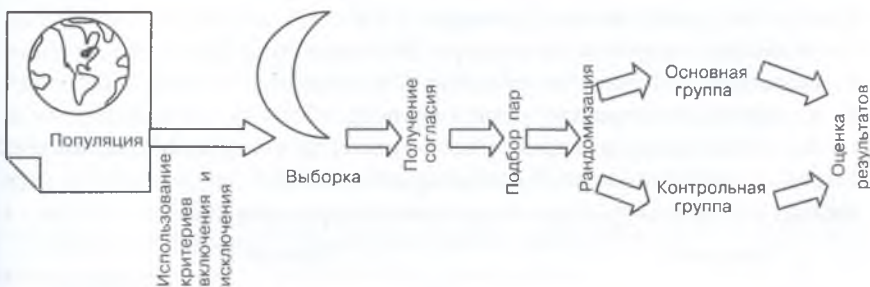 Популяция
Использование
критериев
включения и
исключения
Выборка
Получение
согласия
Подбор пар
Рандомизация
Основная
группа
Контрольная
группа
Оценка
результатов